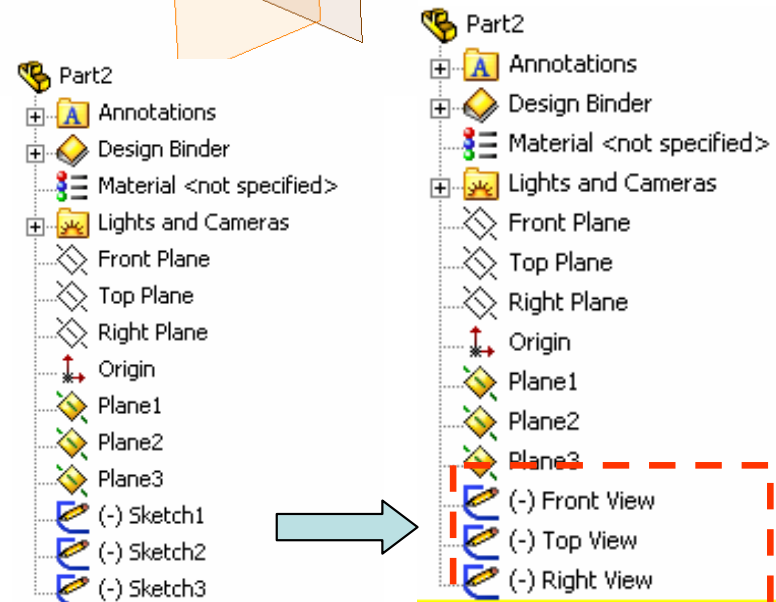 Part2
Annotations
Design Binder
Material <not specified>
Lights and Cameras
Front Plane
Top Plane
Right Plane
Origin
Plane1
Plane2
Plane3
(-) Sketch1
(-) Sketch2
(-) Sketch3
Part2
Annotations
Design Binder
Material <not specified>
Lights and Cameras
Front Plane
Top Plane
Right Plane
Origin
Plane1
Plane2
Plane3
(-) Front View
(-) Top View
(-) Right View